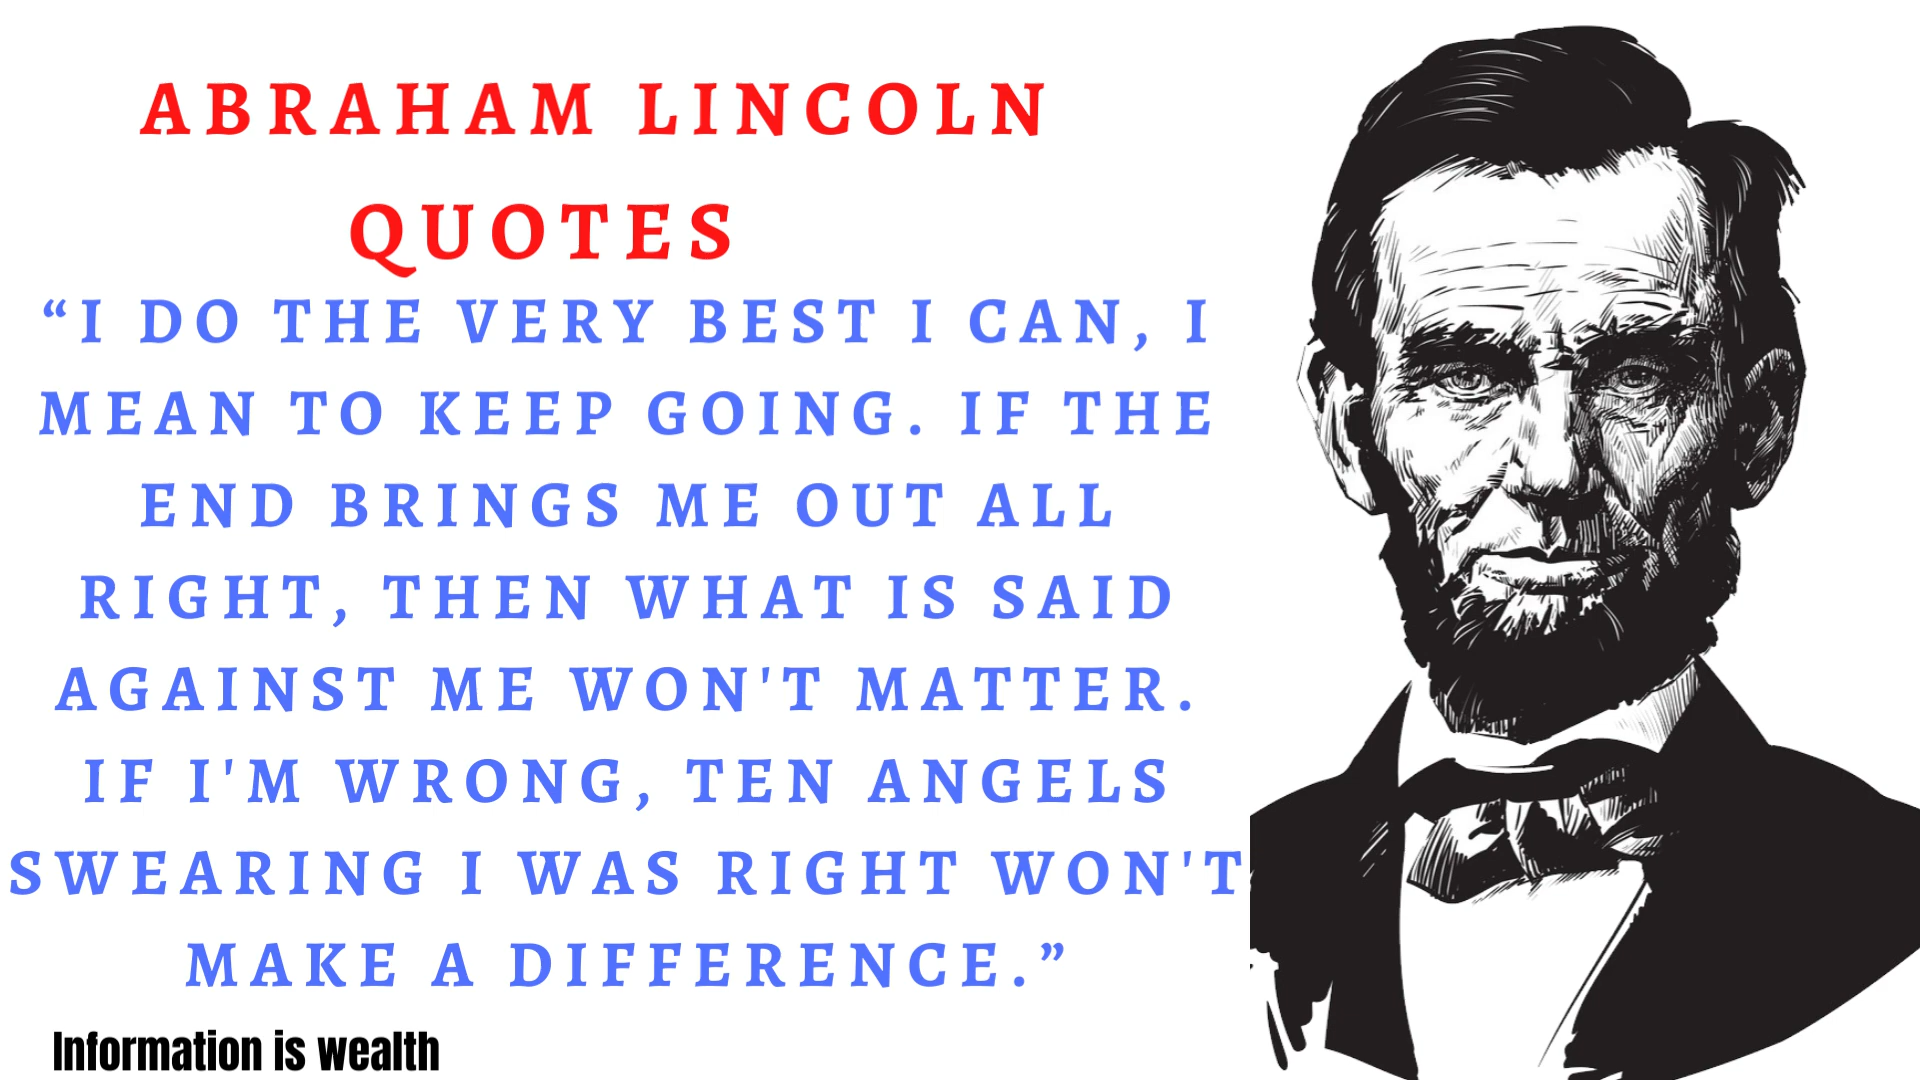 ABRAHAM LINCOLN
QUOTES
“I DO THE VERY BEST I CAN, I
MEAN TO KEEP GOING. IF THE
END BRINGS ME OUT ALL
RIGHT, THEN WHAT IS SAID
AGAINST ME WON'T MATTER.
IF I'M WRONG, TEN ANGELS
SWEARING I WAS RIGHT WON'T
MAKE A DIFFERENCE.”
Information is wealth